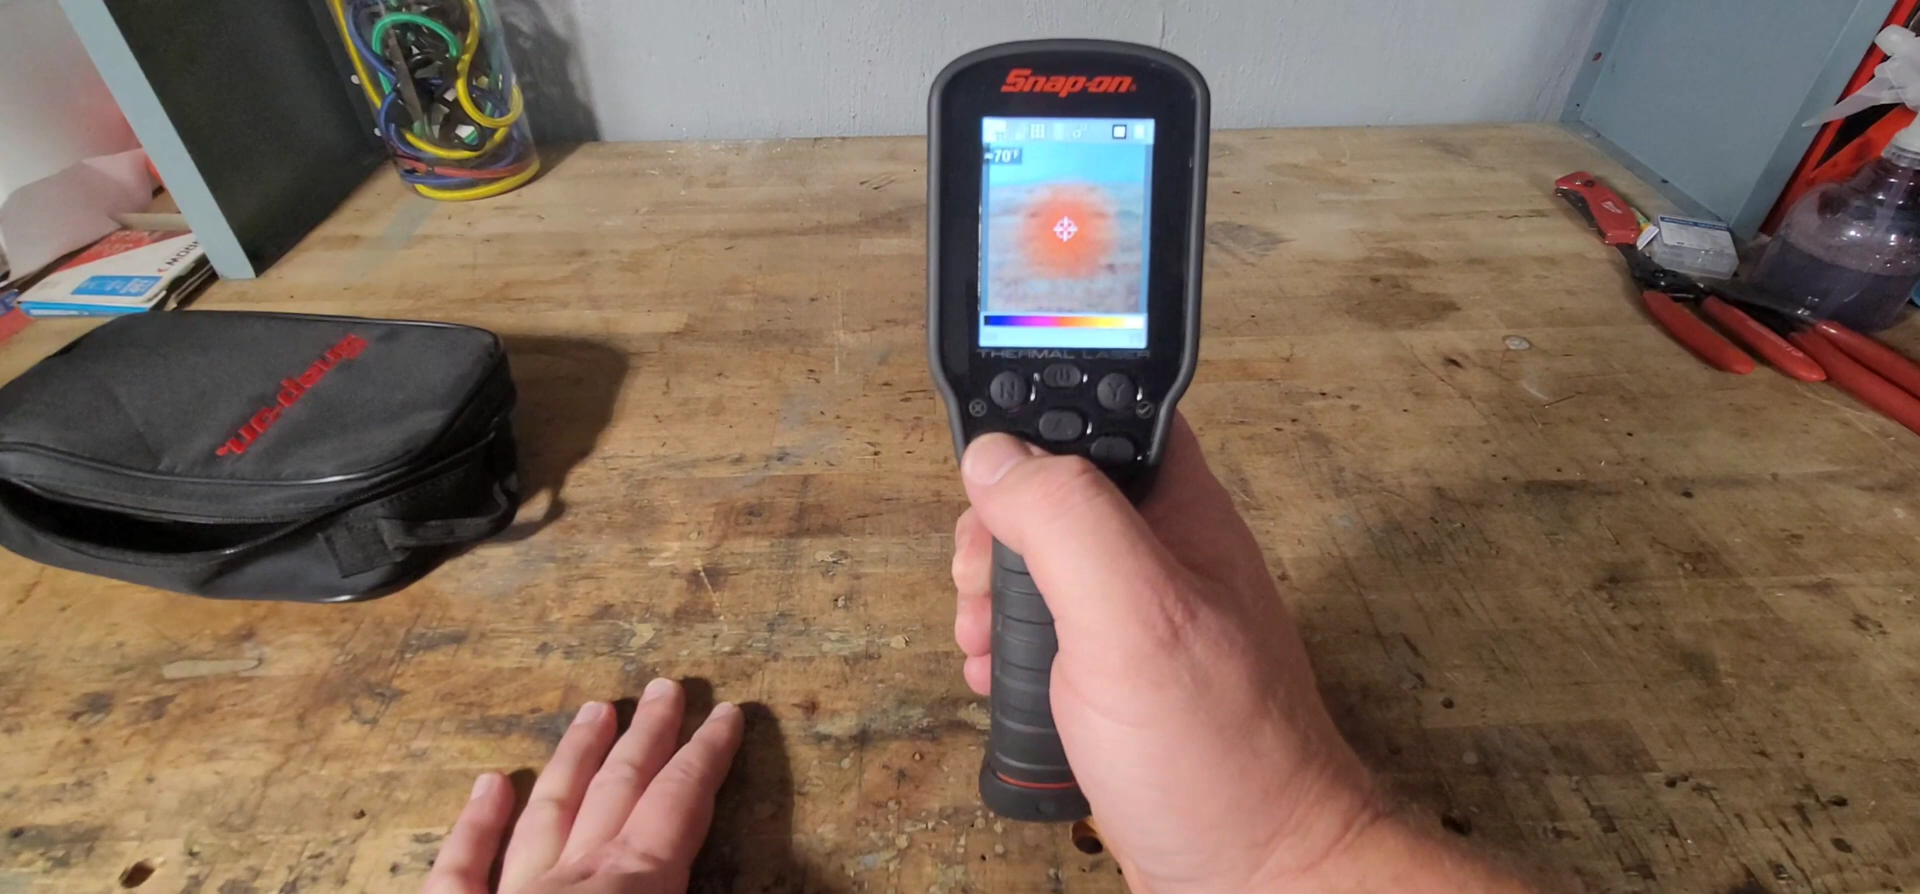 Snap-on
≈70°F
THERMAL LASER
N
Y
Snap-on